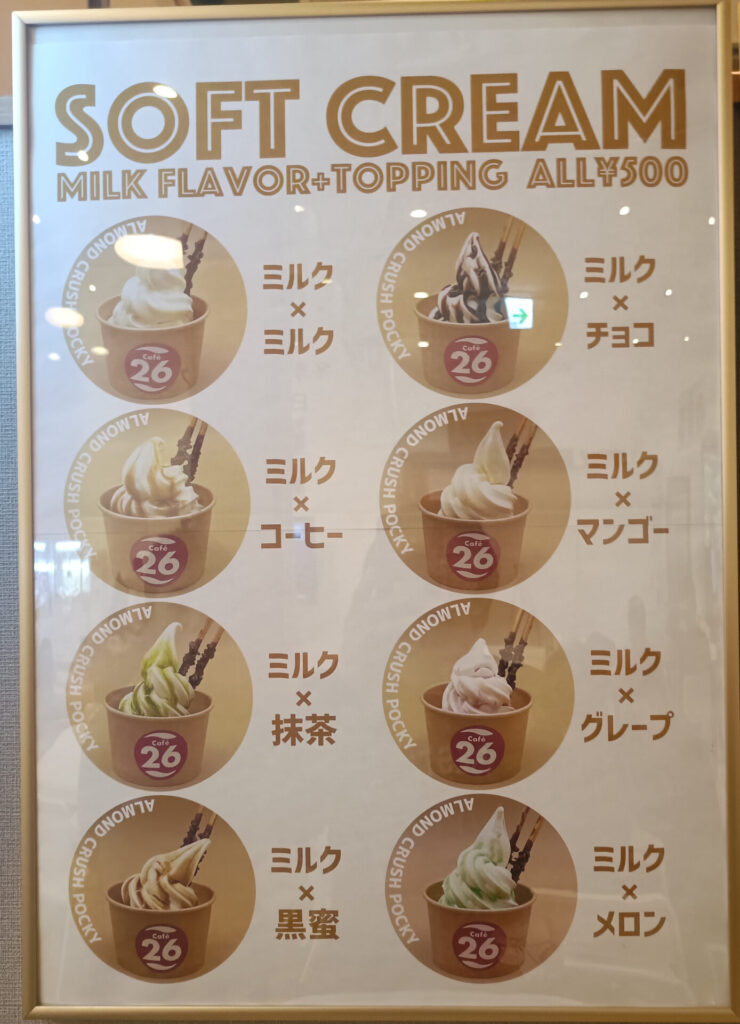 SOFT CREAM
MILK FLAVOR+TOPPING ALL¥500
ALMOND CRUSH POCKY
Café
26
ミルク
×
ミルク
ALMOND CRUSH POCKY
Café
26
ミルク
×
チョコ
ALMOND CRUSH POCKY
Café
26
ミルク
×
コーヒー
ALMOND CRUSH POCKY
Café
26
ミルク
×
マンゴー
ALMOND CRUSH POCKY
Café
26
ミルク
×
抹茶
ALMOND CRUSH POCKY
Café
26
ミルク
×
グレープ
ALMOND CRUSH POCKY
Café
26
ミルク
×
黒蜜
ALMOND CRUSH POCKY
Café
26
ミルク
×
メロン